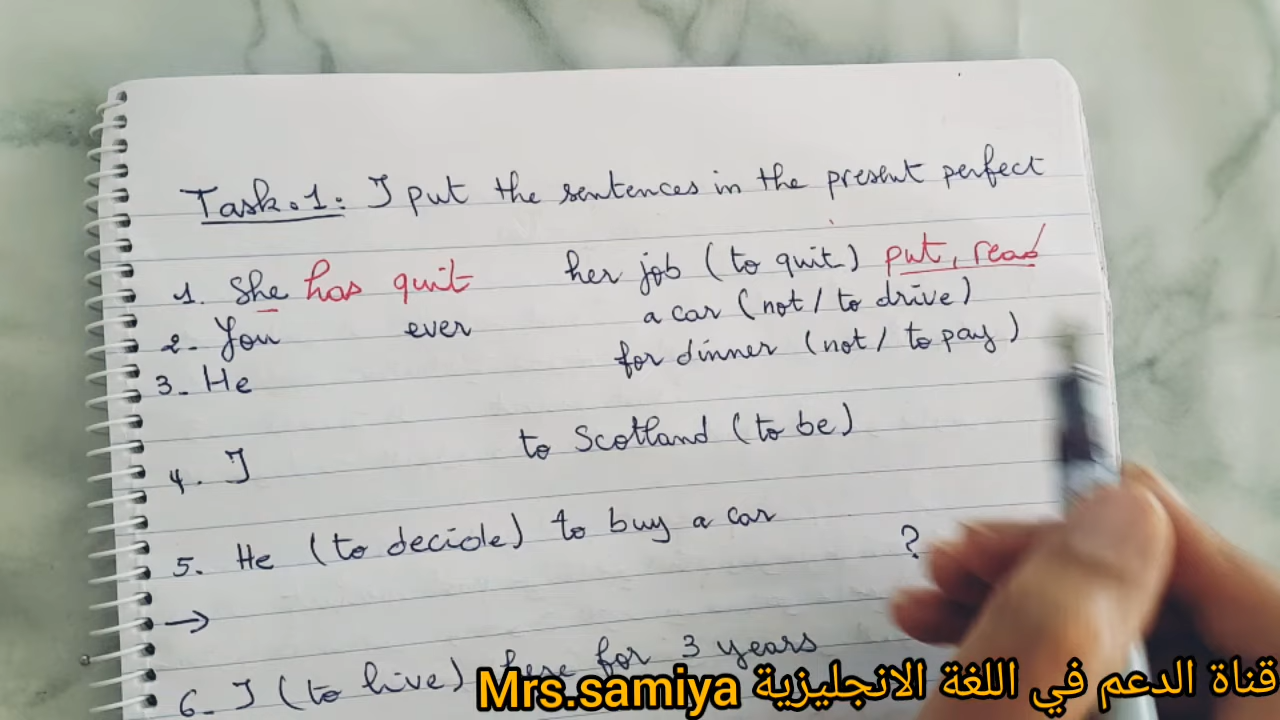 Task.1: I put the sentences in the present perfect
1. She has quit her job (to quit) put, read
2- You ever a car (not / to drive)
3- He for dinner (not / to pay)
4. I to Scotland (to be)
5. He (to decide) to buy a car
→ ?
6- I (to live) here for 3 years
قناة الدعم في اللغة الانجليزية Mrs.samiya